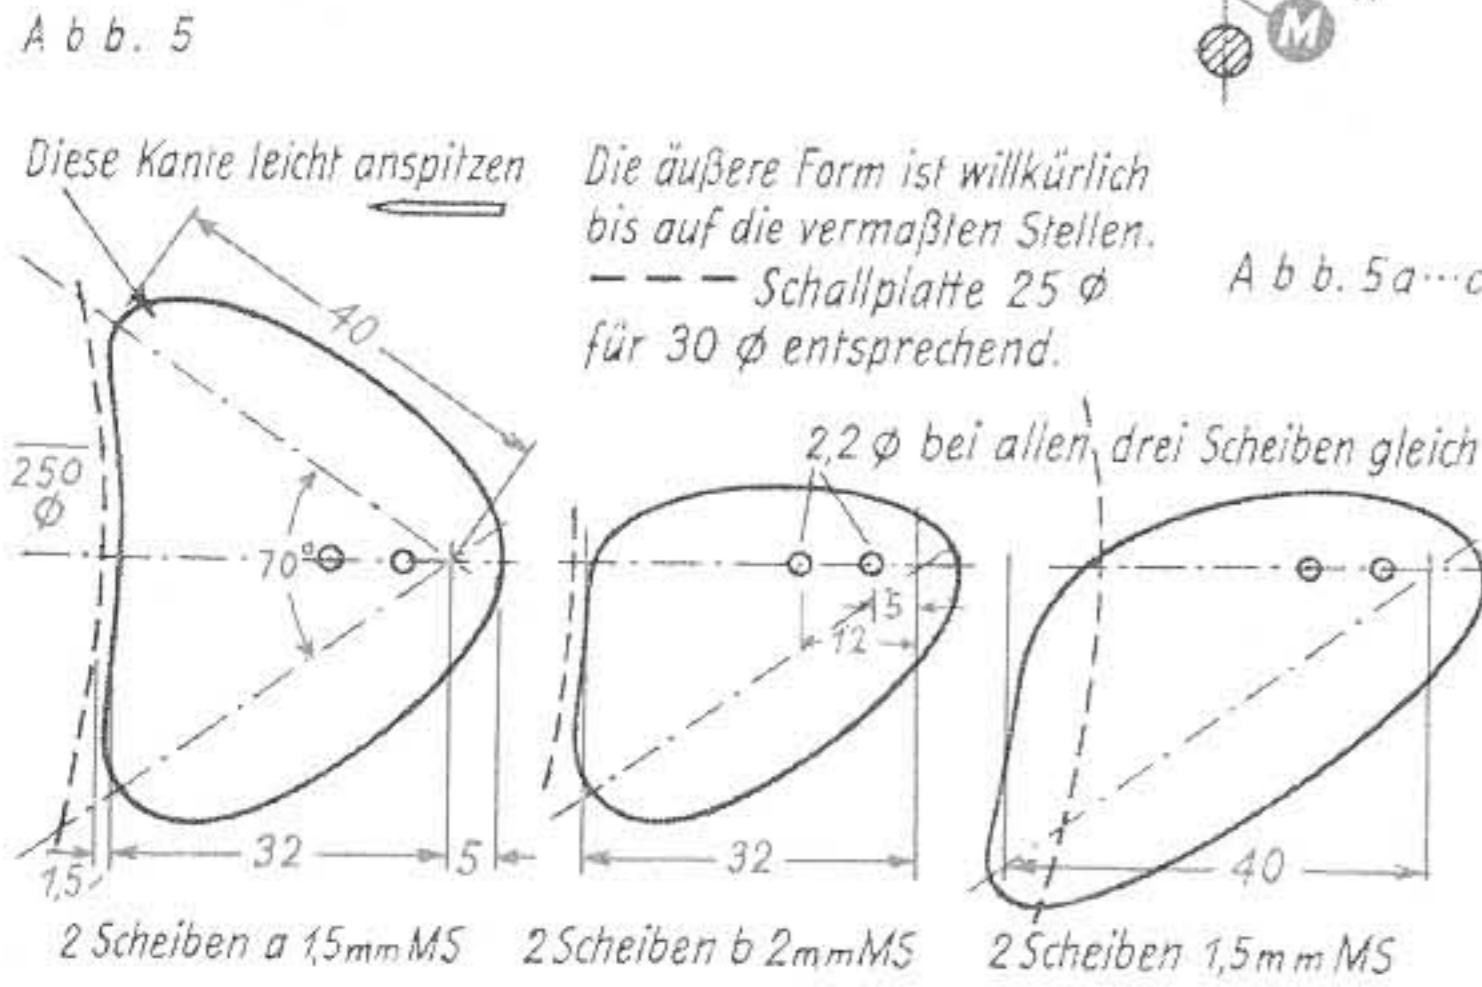 Abb. 5
M
Diese Kante leicht anspitzen
Die äußere Form ist willkürlich
bis auf die vermaßten Stellen.
Schallplatte 25 ϕ
für 30 ϕ entsprechend.
Abb. 5a...c
40
2,2 ϕ bei allen drei Scheiben gleich
250
ϕ
70°
5
12
1,5
32
5
32
40
2 Scheiben a 1,5mm MS
2 Scheiben b 2mm MS
2 Scheiben 1,5mm MS